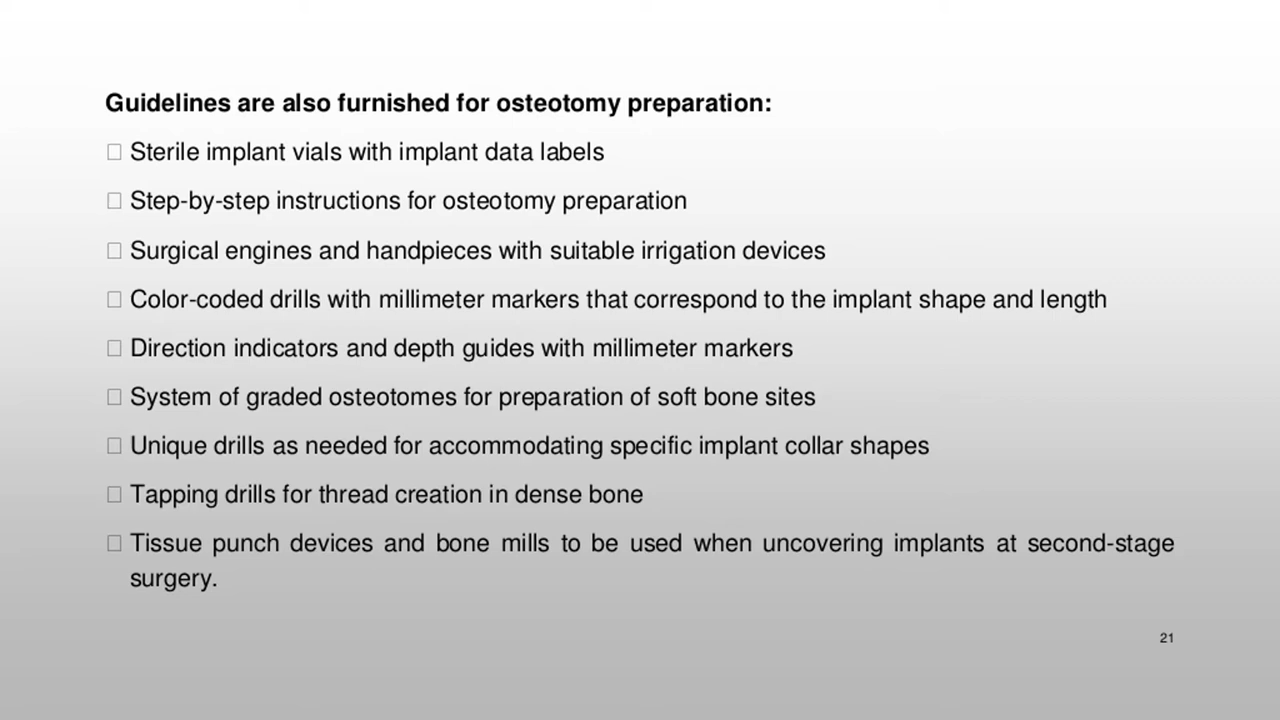 Guidelines are also furnished for osteotomy preparation:
□ Sterile implant vials with implant data labels
□ Step-by-step instructions for osteotomy preparation
□ Surgical engines and handpieces with suitable irrigation devices
□ Color-coded drills with millimeter markers that correspond to the implant shape and length
□ Direction indicators and depth guides with millimeter markers
□ System of graded osteotomes for preparation of soft bone sites
□ Unique drills as needed for accommodating specific implant collar shapes
□ Tapping drills for thread creation in dense bone
□ Tissue punch devices and bone mills to be used when uncovering implants at second-stage
surgery.
21